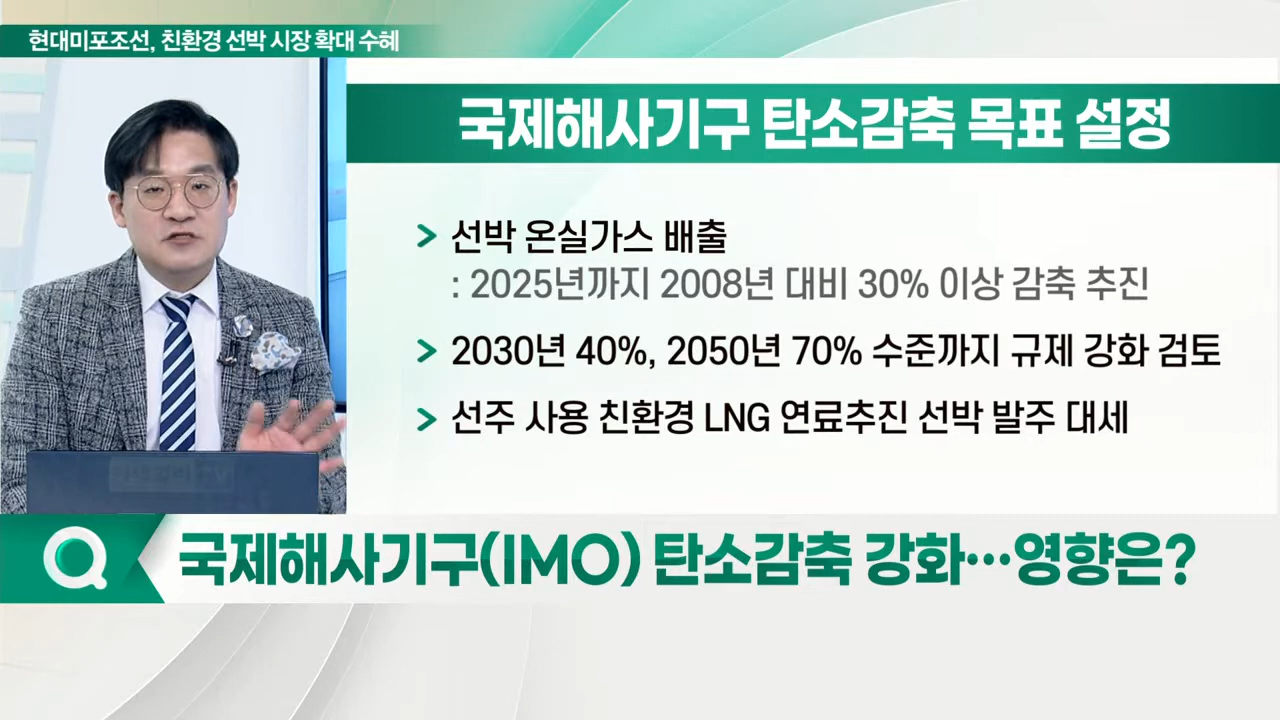 현대미포조선, 친환경 선박 시장 확대 수혜
국제해사기구 탄소감축 목표 설정
> 선박 온실가스 배출
: 2025년까지 2008년 대비 30% 이상 감축 추진
> 2030년 40%, 2050년 70% 수준까지 규제 강화 검토
> 선주 사용 친환경 LNG 연료추진 선박 발주 대세
국제해사기구(IMO) 탄소감축 강화…영향은?